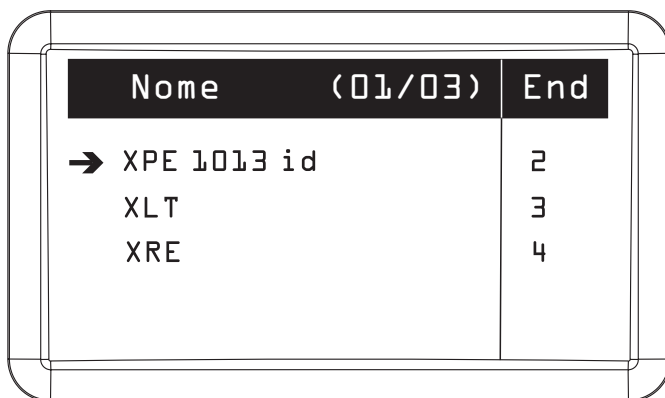 Nome (01/03) End
→ XPE 1013 id 2
XLT 3
XRE 4